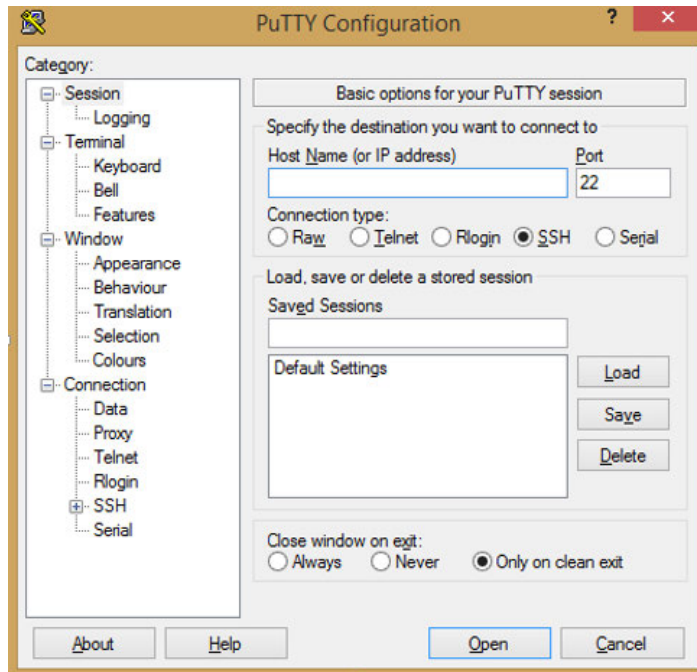 PuTTY Configuration
? ×
Category:
Session
Logging
Terminal
Keyboard
Bell
Features
Window
Appearance
Behaviour
Translation
Selection
Colours
Connection
Data
Proxy
Telnet
Rlogin
SSH
Serial
Basic options for your PuTTY session
Specify the destination you want to connect to
Host Name (or IP address) Port
22
Connection type:
Raw Telnet Rlogin SSH Serial
Load, save or delete a stored session
Saved Sessions
Default Settings
Load
Save
Delete
Close window on exit:
Always Never Only on clean exit
About Help Open Cancel